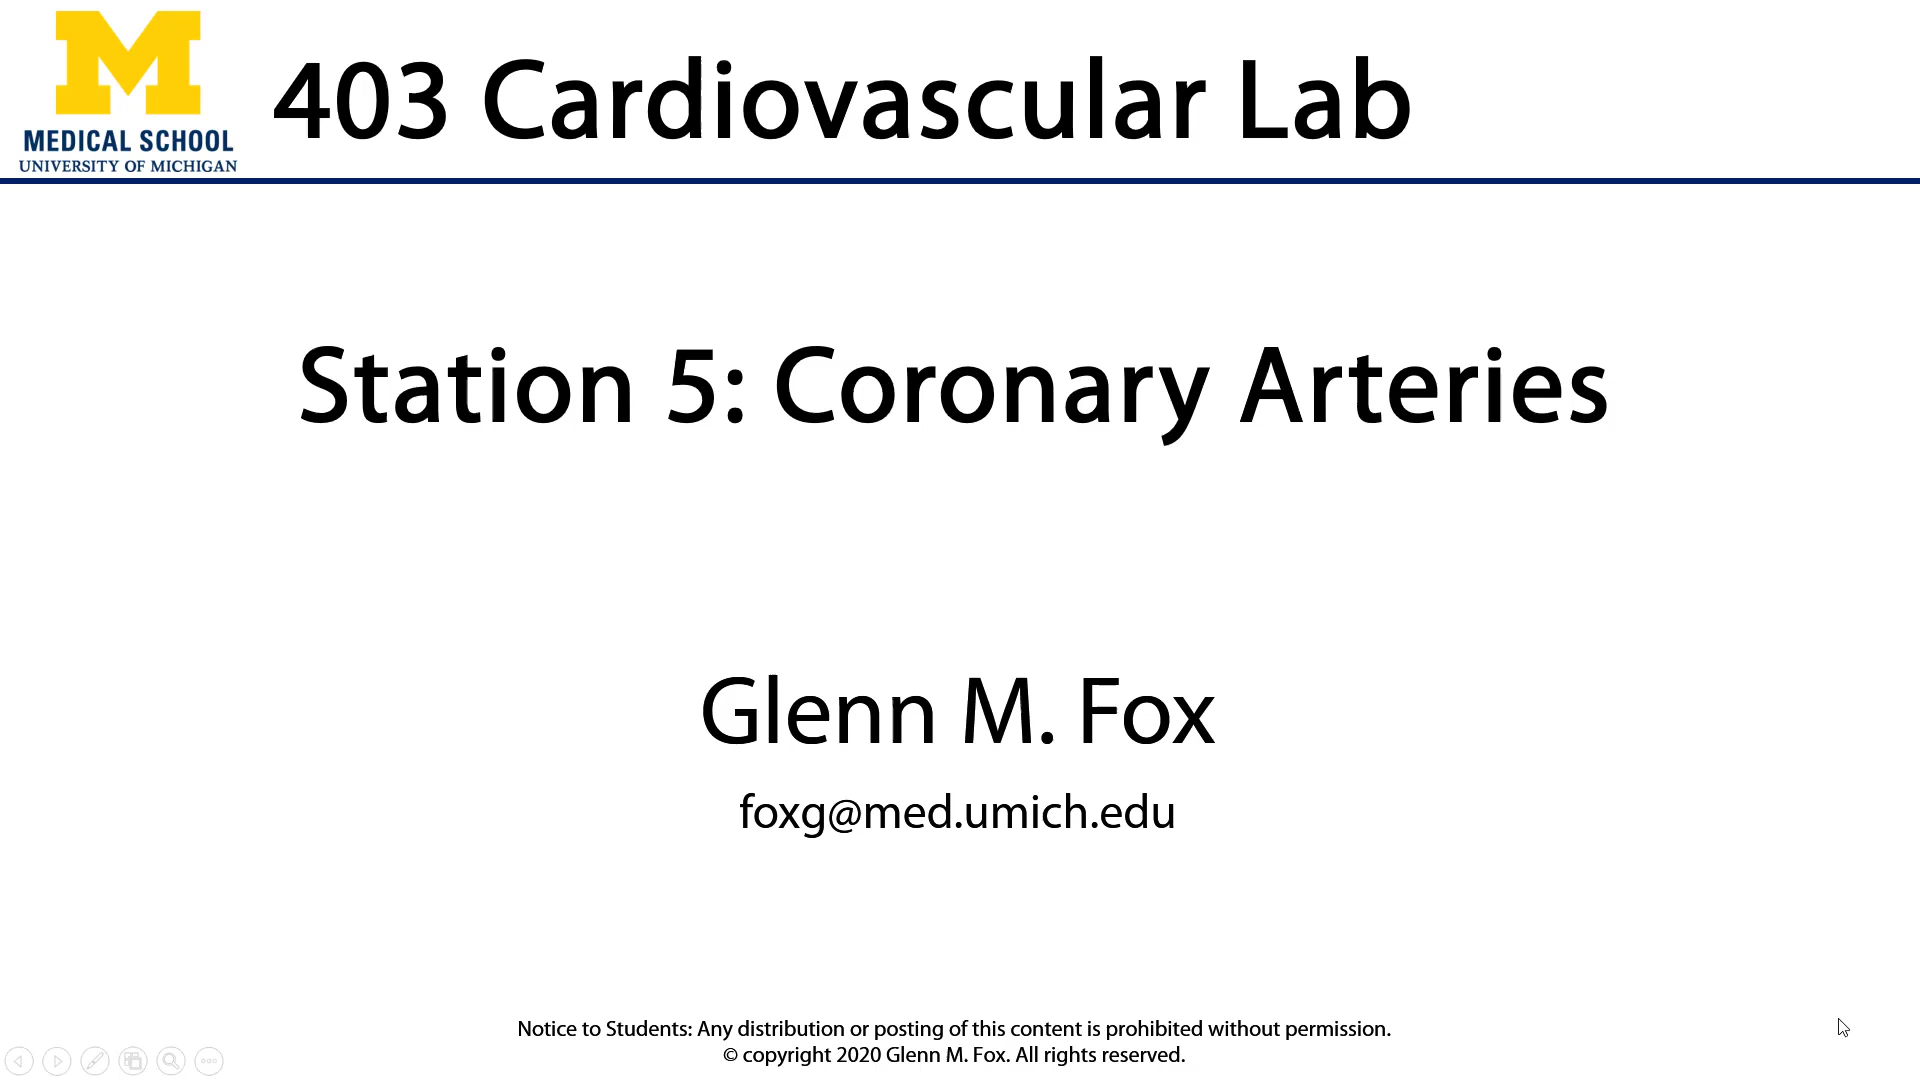 M
MEDICAL SCHOOL
UNIVERSITY OF MICHIGAN
403 Cardiovascular Lab
Station 5: Coronary Arteries
Glenn M. Fox
foxg@med.umich.edu
Notice to Students: Any distribution or posting of this content is prohibited without permission.
© copyright 2020 Glenn M. Fox. All rights reserved.